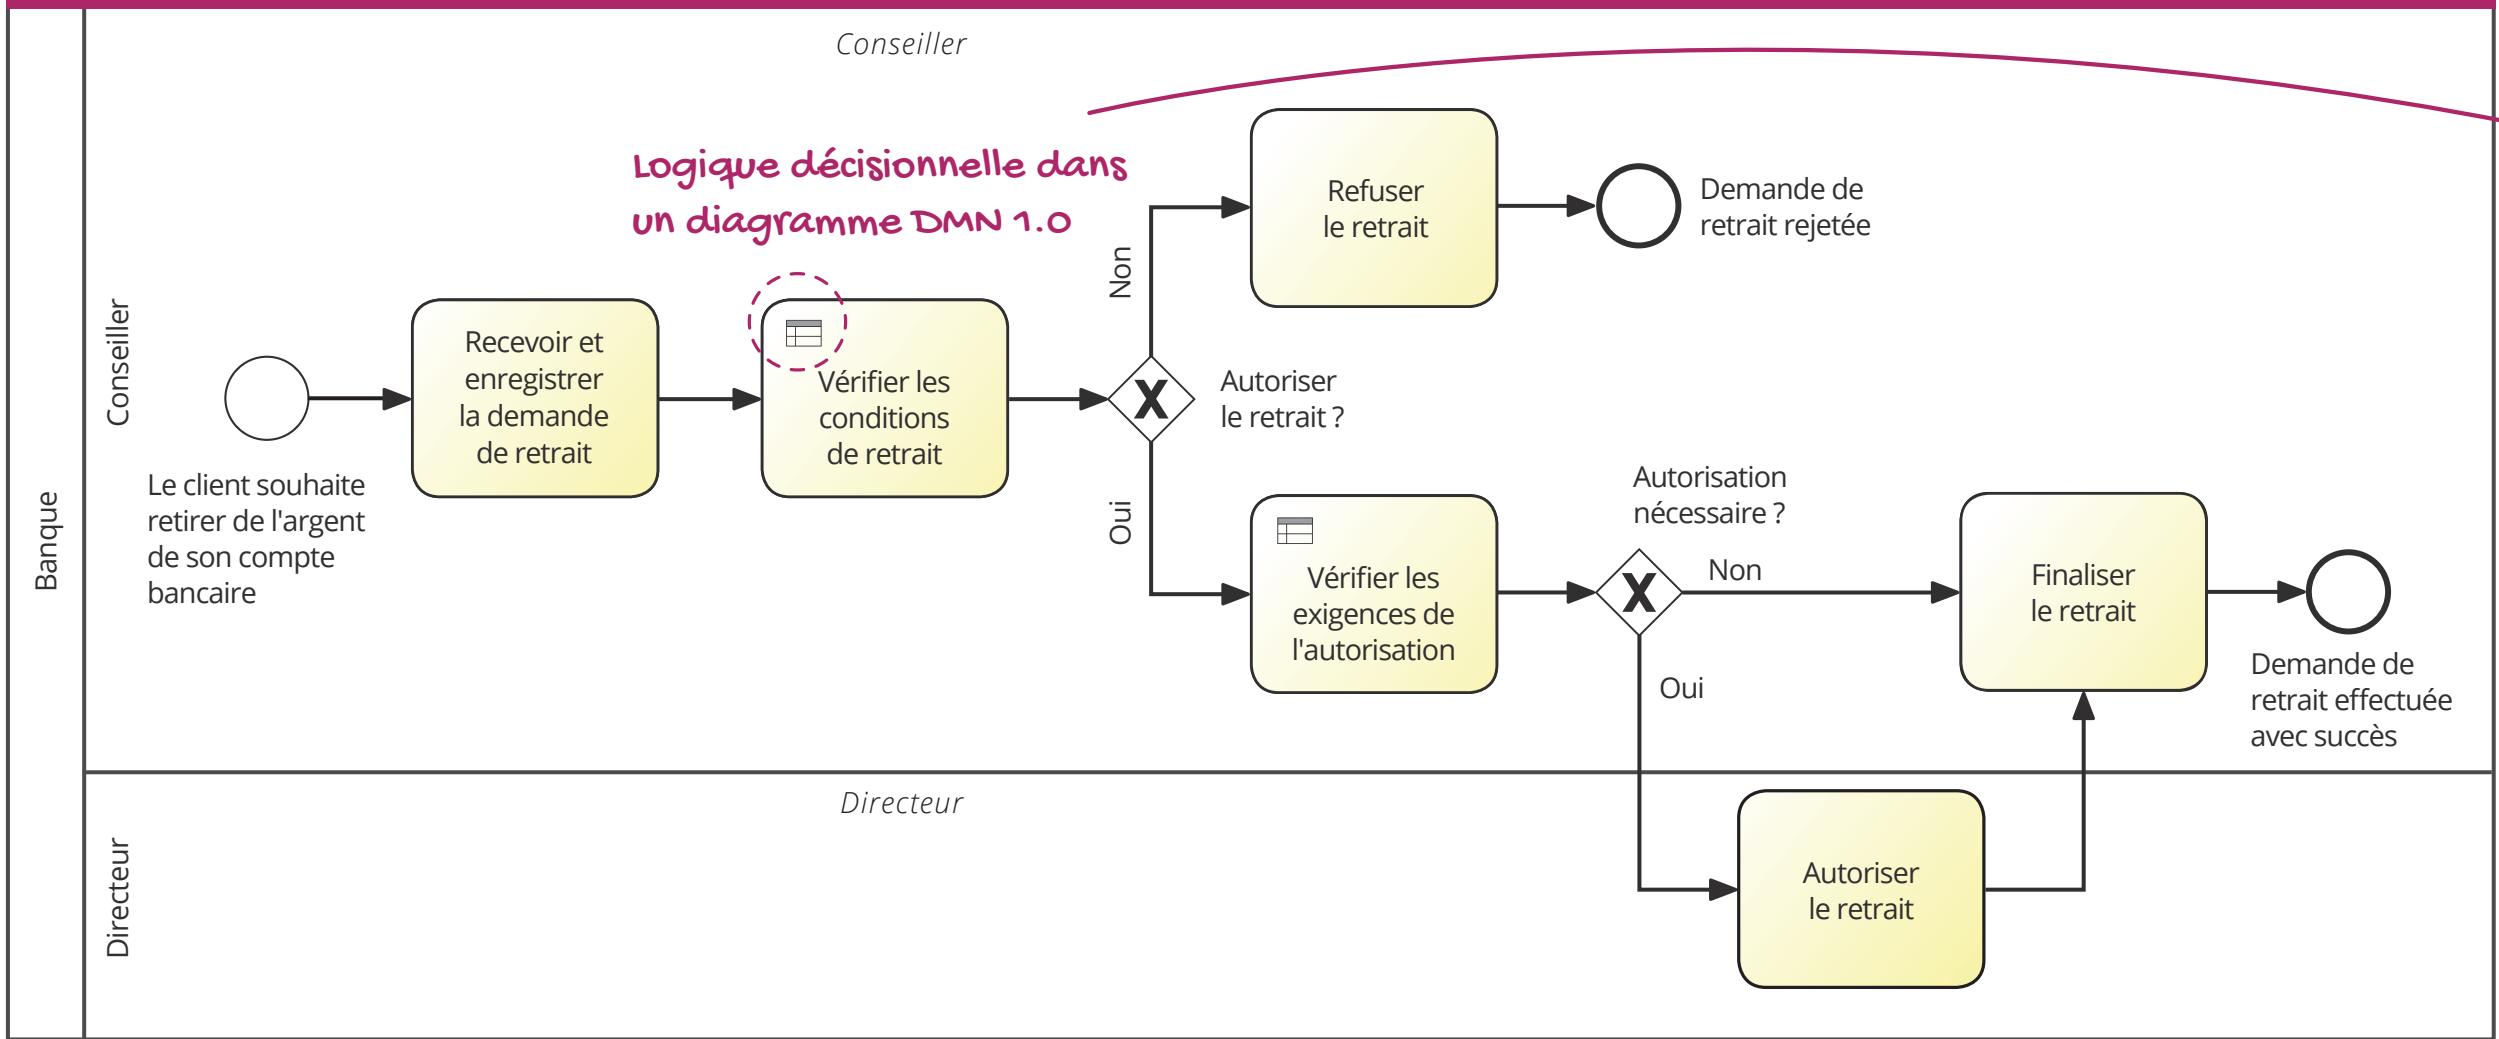 Banque
Conseiller
Conseiller
Logique décisionnelle dans
un diagramme DMN 1.0
Le client souhaite
retirer de l'argent
de son compte
bancaire
Recevoir et
enregistrer
la demande
de retrait
Vérifier les
conditions
de retrait
Autoriser
le retrait ?
Non
Refuser
le retrait
Demande de
retrait rejetée
Oui
Vérifier les
exigences de
l'autorisation
Autorisation
nécessaire ?
Non
Oui
Finaliser
le retrait
Demande de
retrait effectuée
avec succès
Directeur
Directeur
Autoriser
le retrait